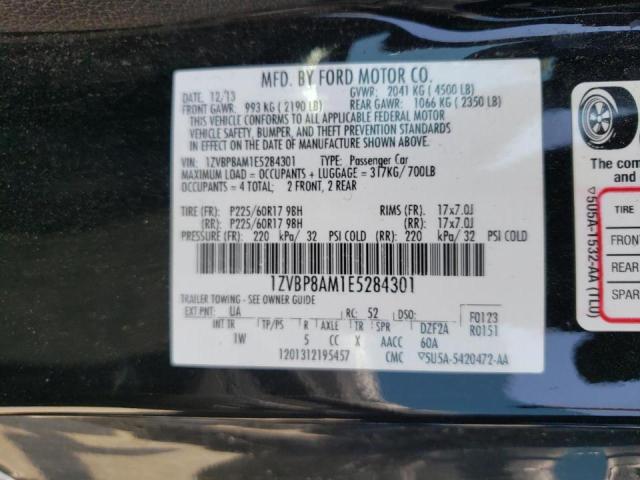 MFD. BY FORD MOTOR CO.
DATE: 12/13 GVWR: 2041 KG ( 4500 LB)
FRONT GAWR: 993 KG ( 2190 LB) REAR GAWR: 1066 KG ( 2350 LB)
THIS VEHICLE CONFORMS TO ALL APPLICABLE FEDERAL MOTOR
VEHICLE SAFETY, BUMPER, AND THEFT PREVENTION STANDARDS
IN EFFECT ON THE DATE OF MANUFACTURE SHOWN ABOVE.
VIN: 1ZVBP8AM1E5284301 TYPE: Passenger Car
MAXIMUM LOAD = OCCUPANTS + LUGGAGE = 317KG/700LB
OCCUPANTS = 4 TOTAL; 2 FRONT, 2 REAR
TIRE (FR): P225/60R17 98H RIMS (FR): 17x7.0J
(RR): P225/60R17 98H (RR): 17x7.0J
PRESSURE (FR): 220 kPa/ 32 PSI COLD (RR): 220 kPa/ 32 PSI COLD
1ZVBP8AM1E5284301
TRAILER TOWING - SEE OWNER GUIDE
EXT PNT: UA RC: 52 DSO: F0123
INT TR TP/PS R AXLE TR SPR DZF2A R0151
1W 5 CC X AACC 60A
1201312195457 CMC 5U5A-5420472-AA
5U5A-1532-AA (TLU)
The com
and
TIRE
FRON
REAR
SPAR